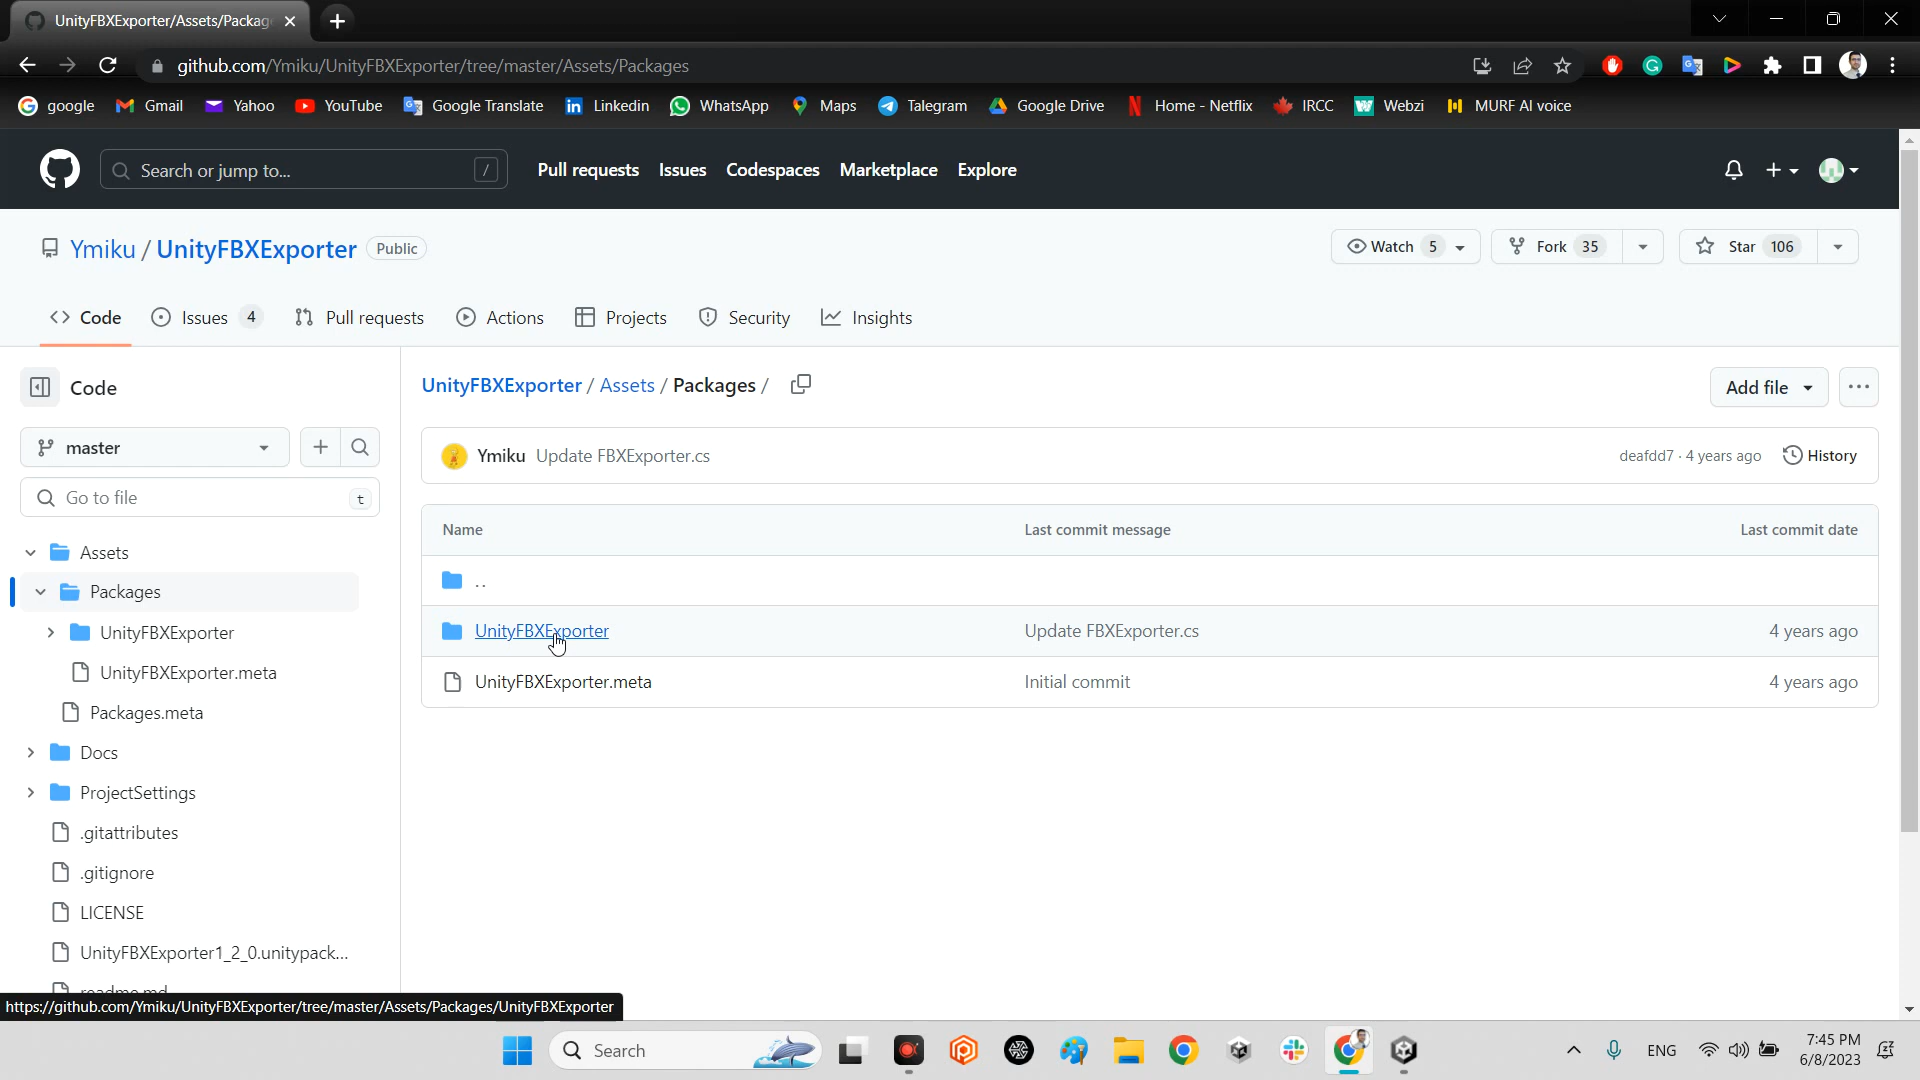 UnityFBXExporter/Assets/Packag
github.com/Ymiku/UnityFBXExporter/tree/master/Assets/Packages
google Gmail Yahoo YouTube Google Translate Linkedin WhatsApp Maps Telegram Google Drive Home - Netflix IRCC Webzi MURF AI voice
Search or jump to... / Pull requests Issues Codespaces Marketplace Explore
Ymiku / UnityFBXExporter Public Watch 5 Fork 35 Star 106
Code Issues 4 Pull requests Actions Projects Security Insights
Code
UnityFBXExporter / Assets / Packages / Add file
master
Ymiku Update FBXExporter.cs deafdd7 · 4 years ago History
Go to file t
Name Last commit message Last commit date
Assets
..
Packages
UnityFBXExporter
UnityFBXExporter Update FBXExporter.cs 4 years ago
UnityFBXExporter.meta
UnityFBXExporter.meta Initial commit 4 years ago
Packages.meta
Docs
ProjectSettings
.gitattributes
.gitignore
LICENSE
UnityFBXExporter1_2_0.unitypack...
readme.md
https://github.com/Ymiku/UnityFBXExporter/tree/master/Assets/Packages/UnityFBXExporter
Search ENG 7:45 PM
6/8/2023